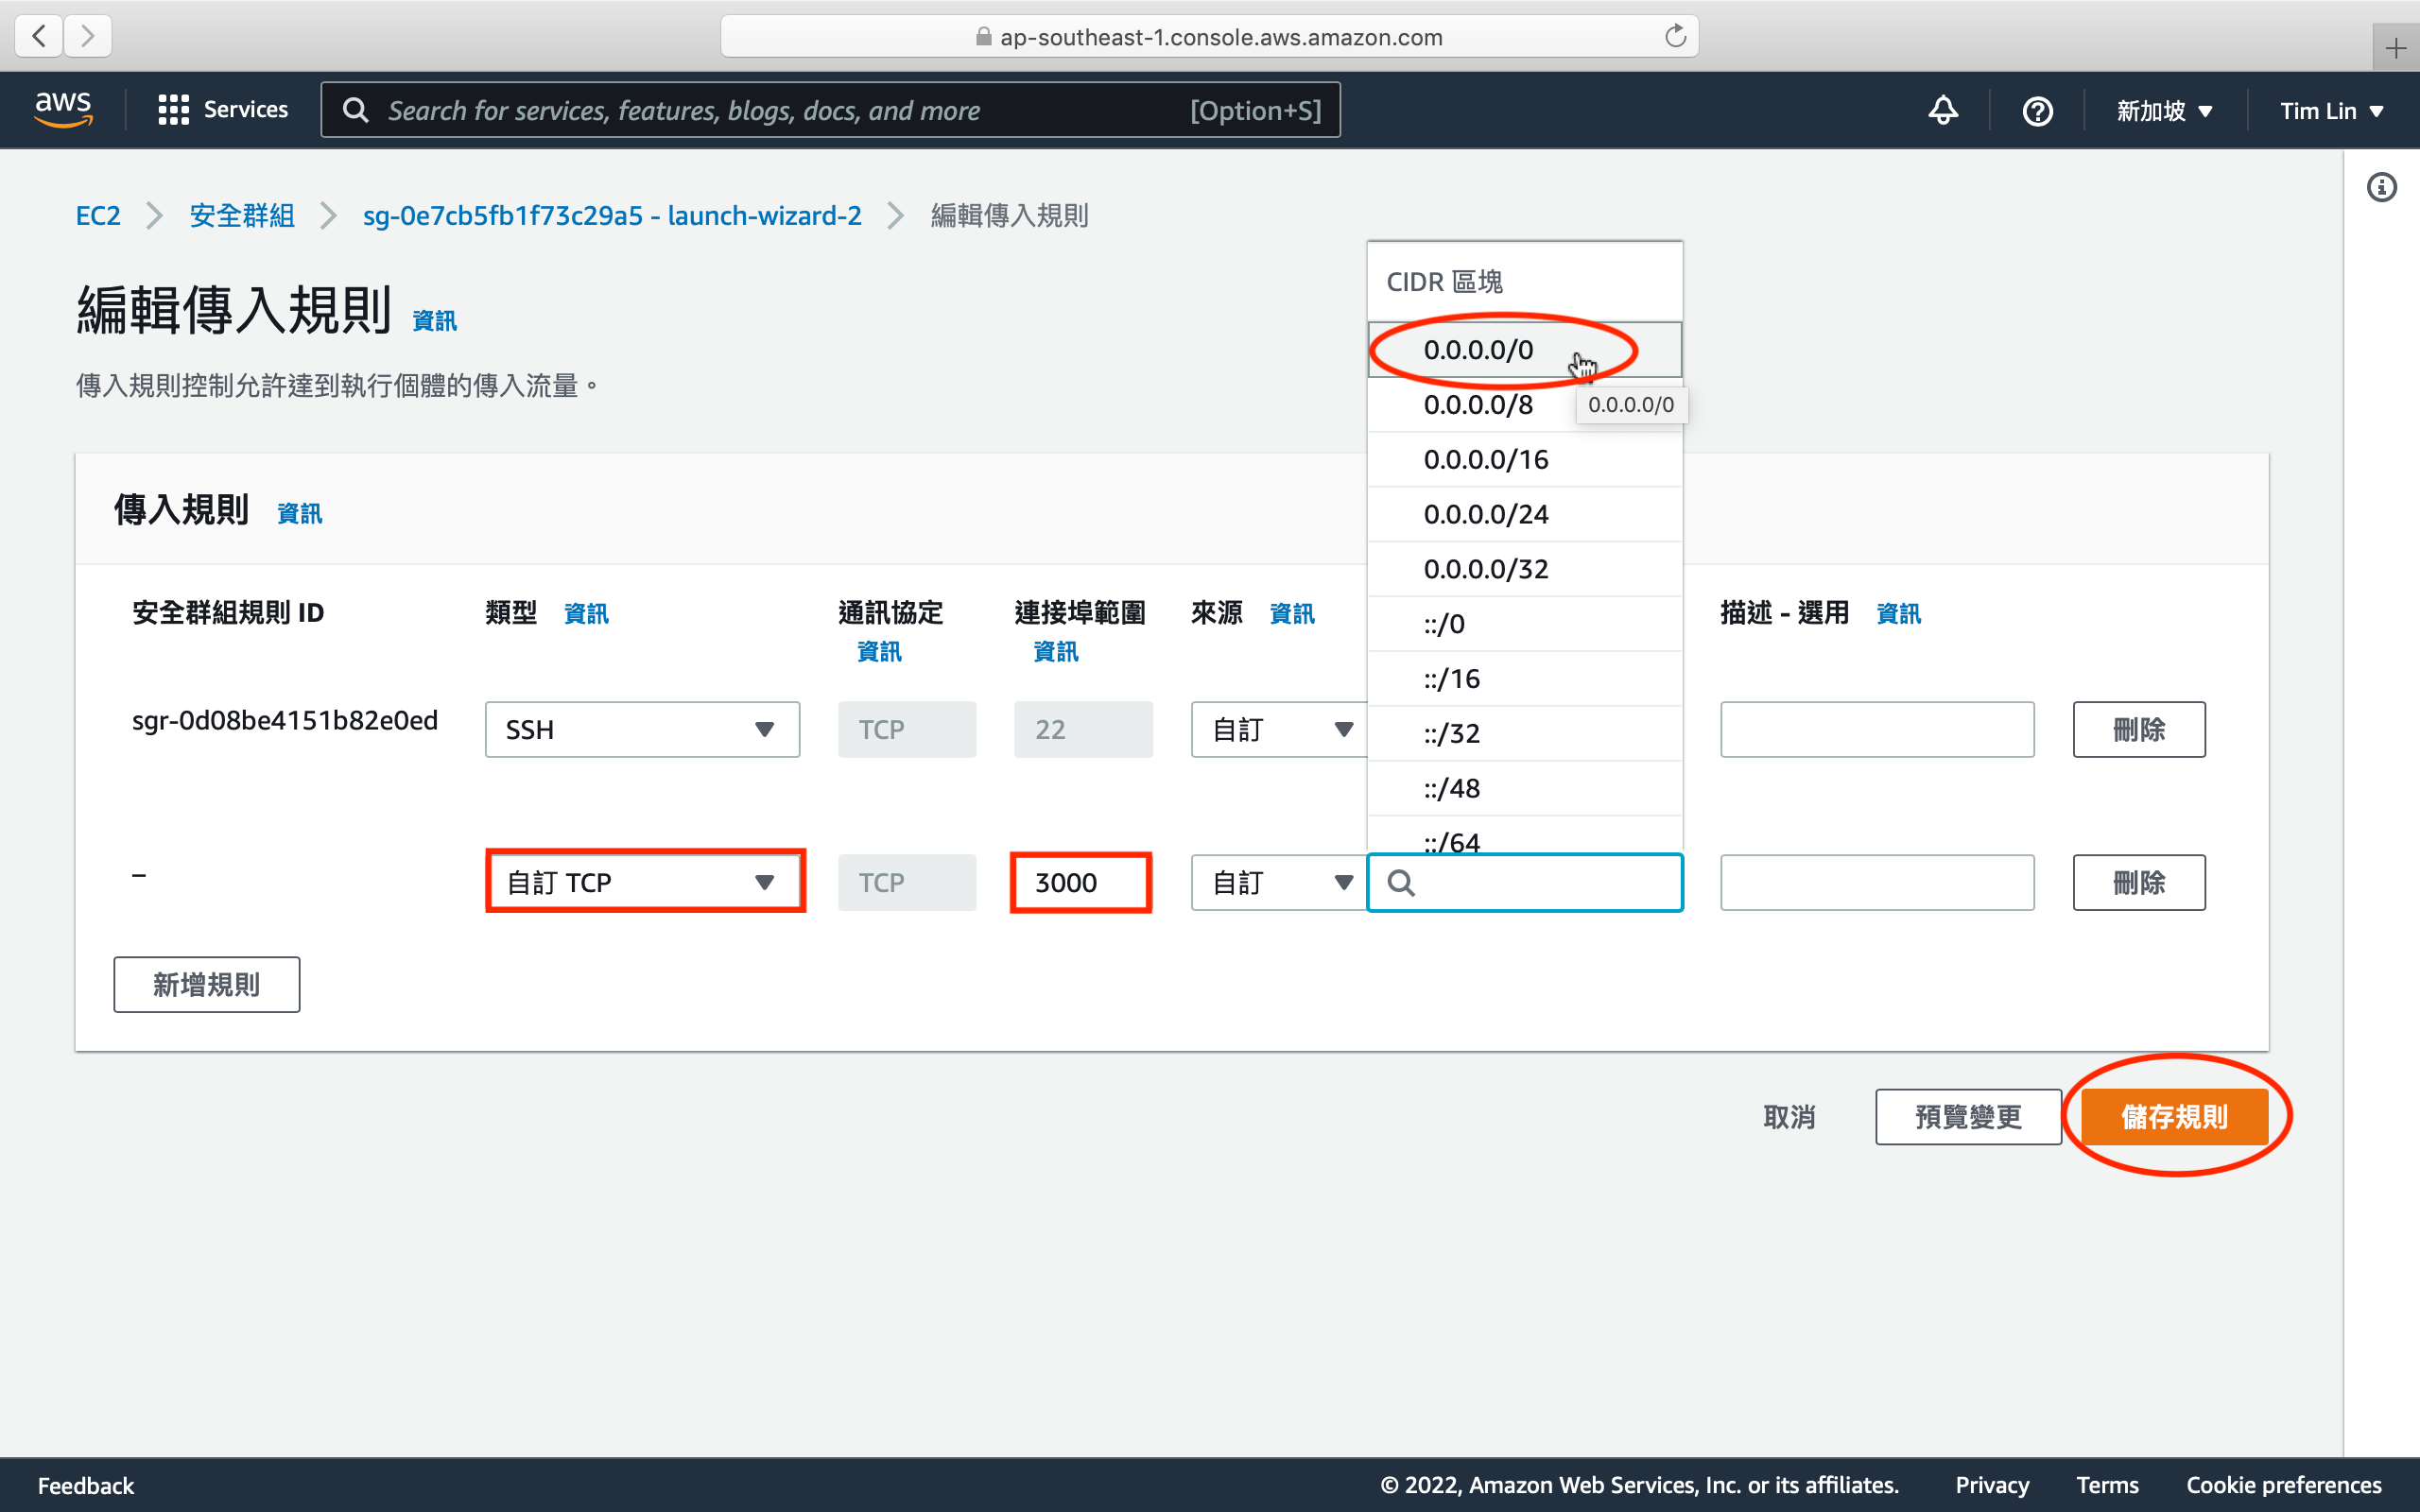 ap-southeast-1.console.aws.amazon.com
aws
Services
Search for services, features, blogs, docs, and more
[Option+S]
新加坡
Tim Lin
EC2
安全群組
sg-0e7cb5fb1f73c29a5 - launch-wizard-2
編輯傳入規則
編輯傳入規則 資訊
傳入規則控制允許達到執行個體的傳入流量。
CIDR 區塊
0.0.0.0/0
0.0.0.0/0
0.0.0.0/8
0.0.0.0/16
0.0.0.0/24
0.0.0.0/32
::/0
::/16
::/32
::/48
::/64
傳入規則 資訊
安全群組規則 ID
類型 資訊
通訊協定 資訊
連接埠範圍 資訊
來源 資訊
描述 - 選用 資訊
sgr-0d08be4151b82e0ed
SSH
TCP
22
自訂
刪除
–
自訂 TCP
TCP
3000
自訂
刪除
新增規則
取消
預覽變更
儲存規則
Feedback
© 2022, Amazon Web Services, Inc. or its affiliates.
Privacy
Terms
Cookie preferences